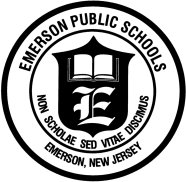 EMERSON PUBLIC SCHOOLS
E
NON SCHOLAE SED VITAE DISCIMUS
EMERSON, NEW JERSEY